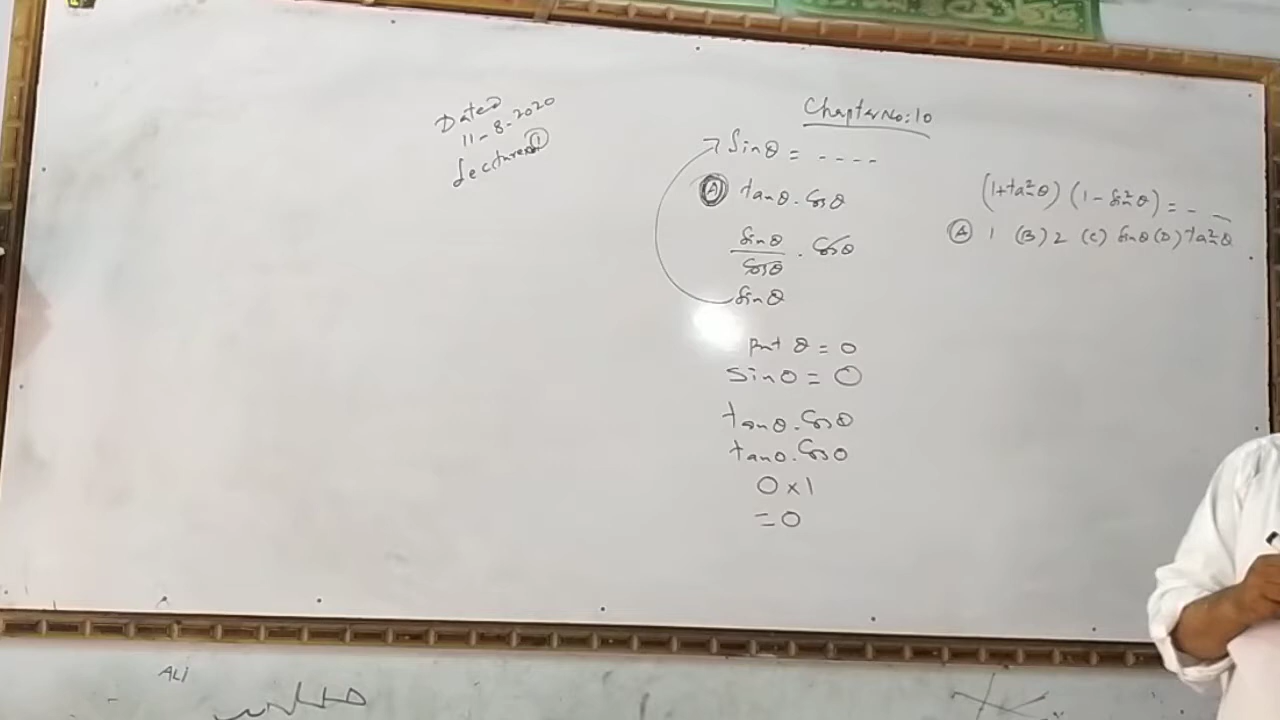 Dated
11-8-2020
Lecture ①
Chapter No: 10
Sinθ = ----
Ⓐ tanθ . Cosθ
Sinθ
Cosθ . Cosθ
Sinθ
Put θ = 0
Sin0 = 0
tanθ . Cosθ
tan0 . Cos0
0 × 1
= 0
(1+tan²θ) (1 - Sin²θ) = - -
Ⓐ 1 (B) 2 (C) Sinθ (D) tan²θ
ALI